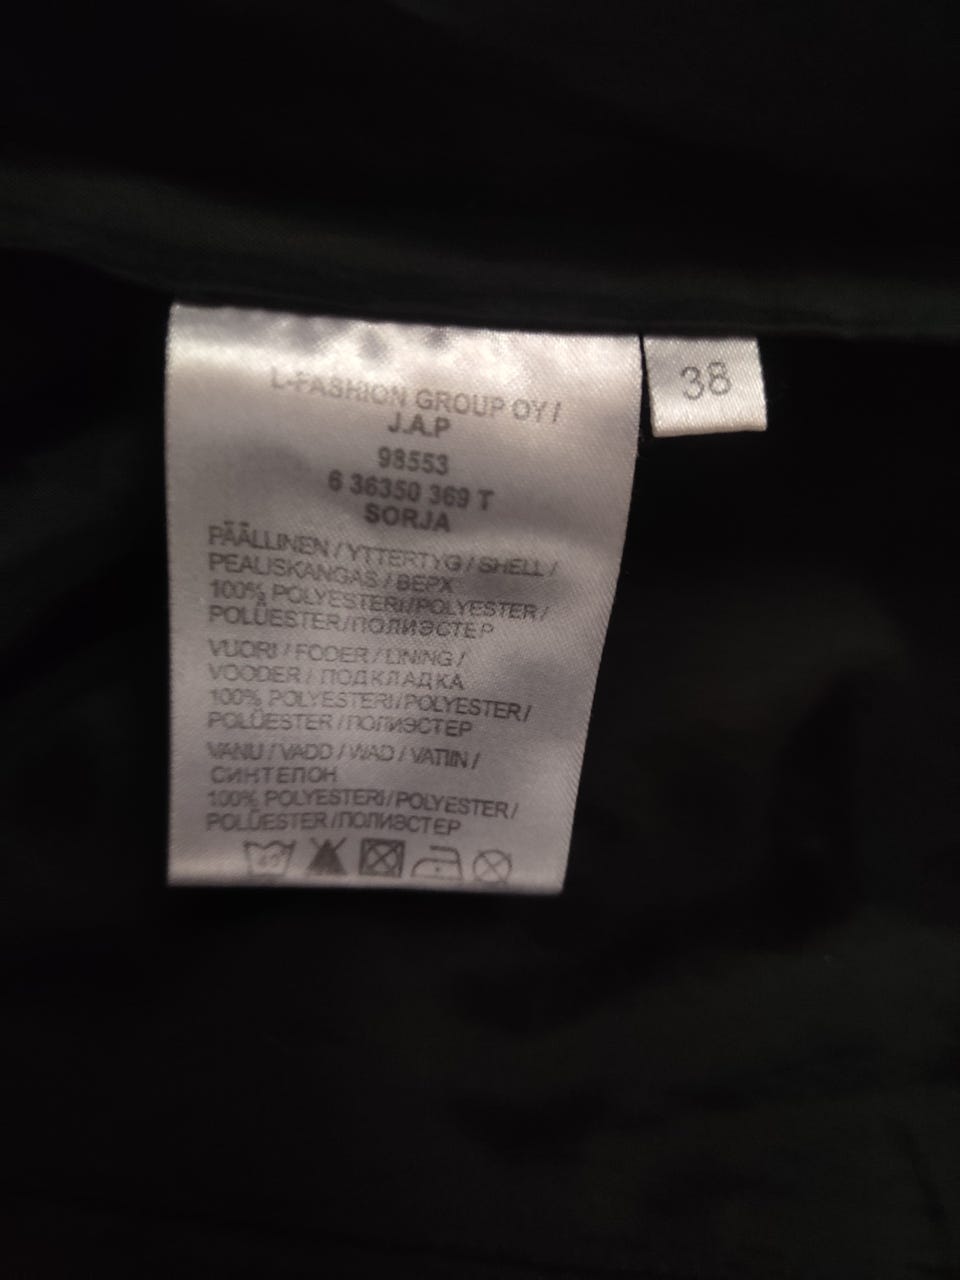 L-FASHION GROUP OY /
J.A.P
98553
6 36350 369 T
SORJA
PÄÄLLINEN / YTTERTYG / SHELL /
PEALISKANGAS / ВЕРХ
100% POLYESTERI/POLYESTER/
POLÜESTER/ПОЛИЭСТЕР
VUORI / FODER / LINING /
VOODER / ПОДКЛАДКА
100% POLYESTERI/POLYESTER/
POLÜESTER /ПОЛИЭСТЕР
VANU / VADD / WAD / VATIIN /
СИНТЕПОН
100% POLYESTERI/POLYESTER/
POLÜESTER /ПОЛИЭСТЕР
40
38